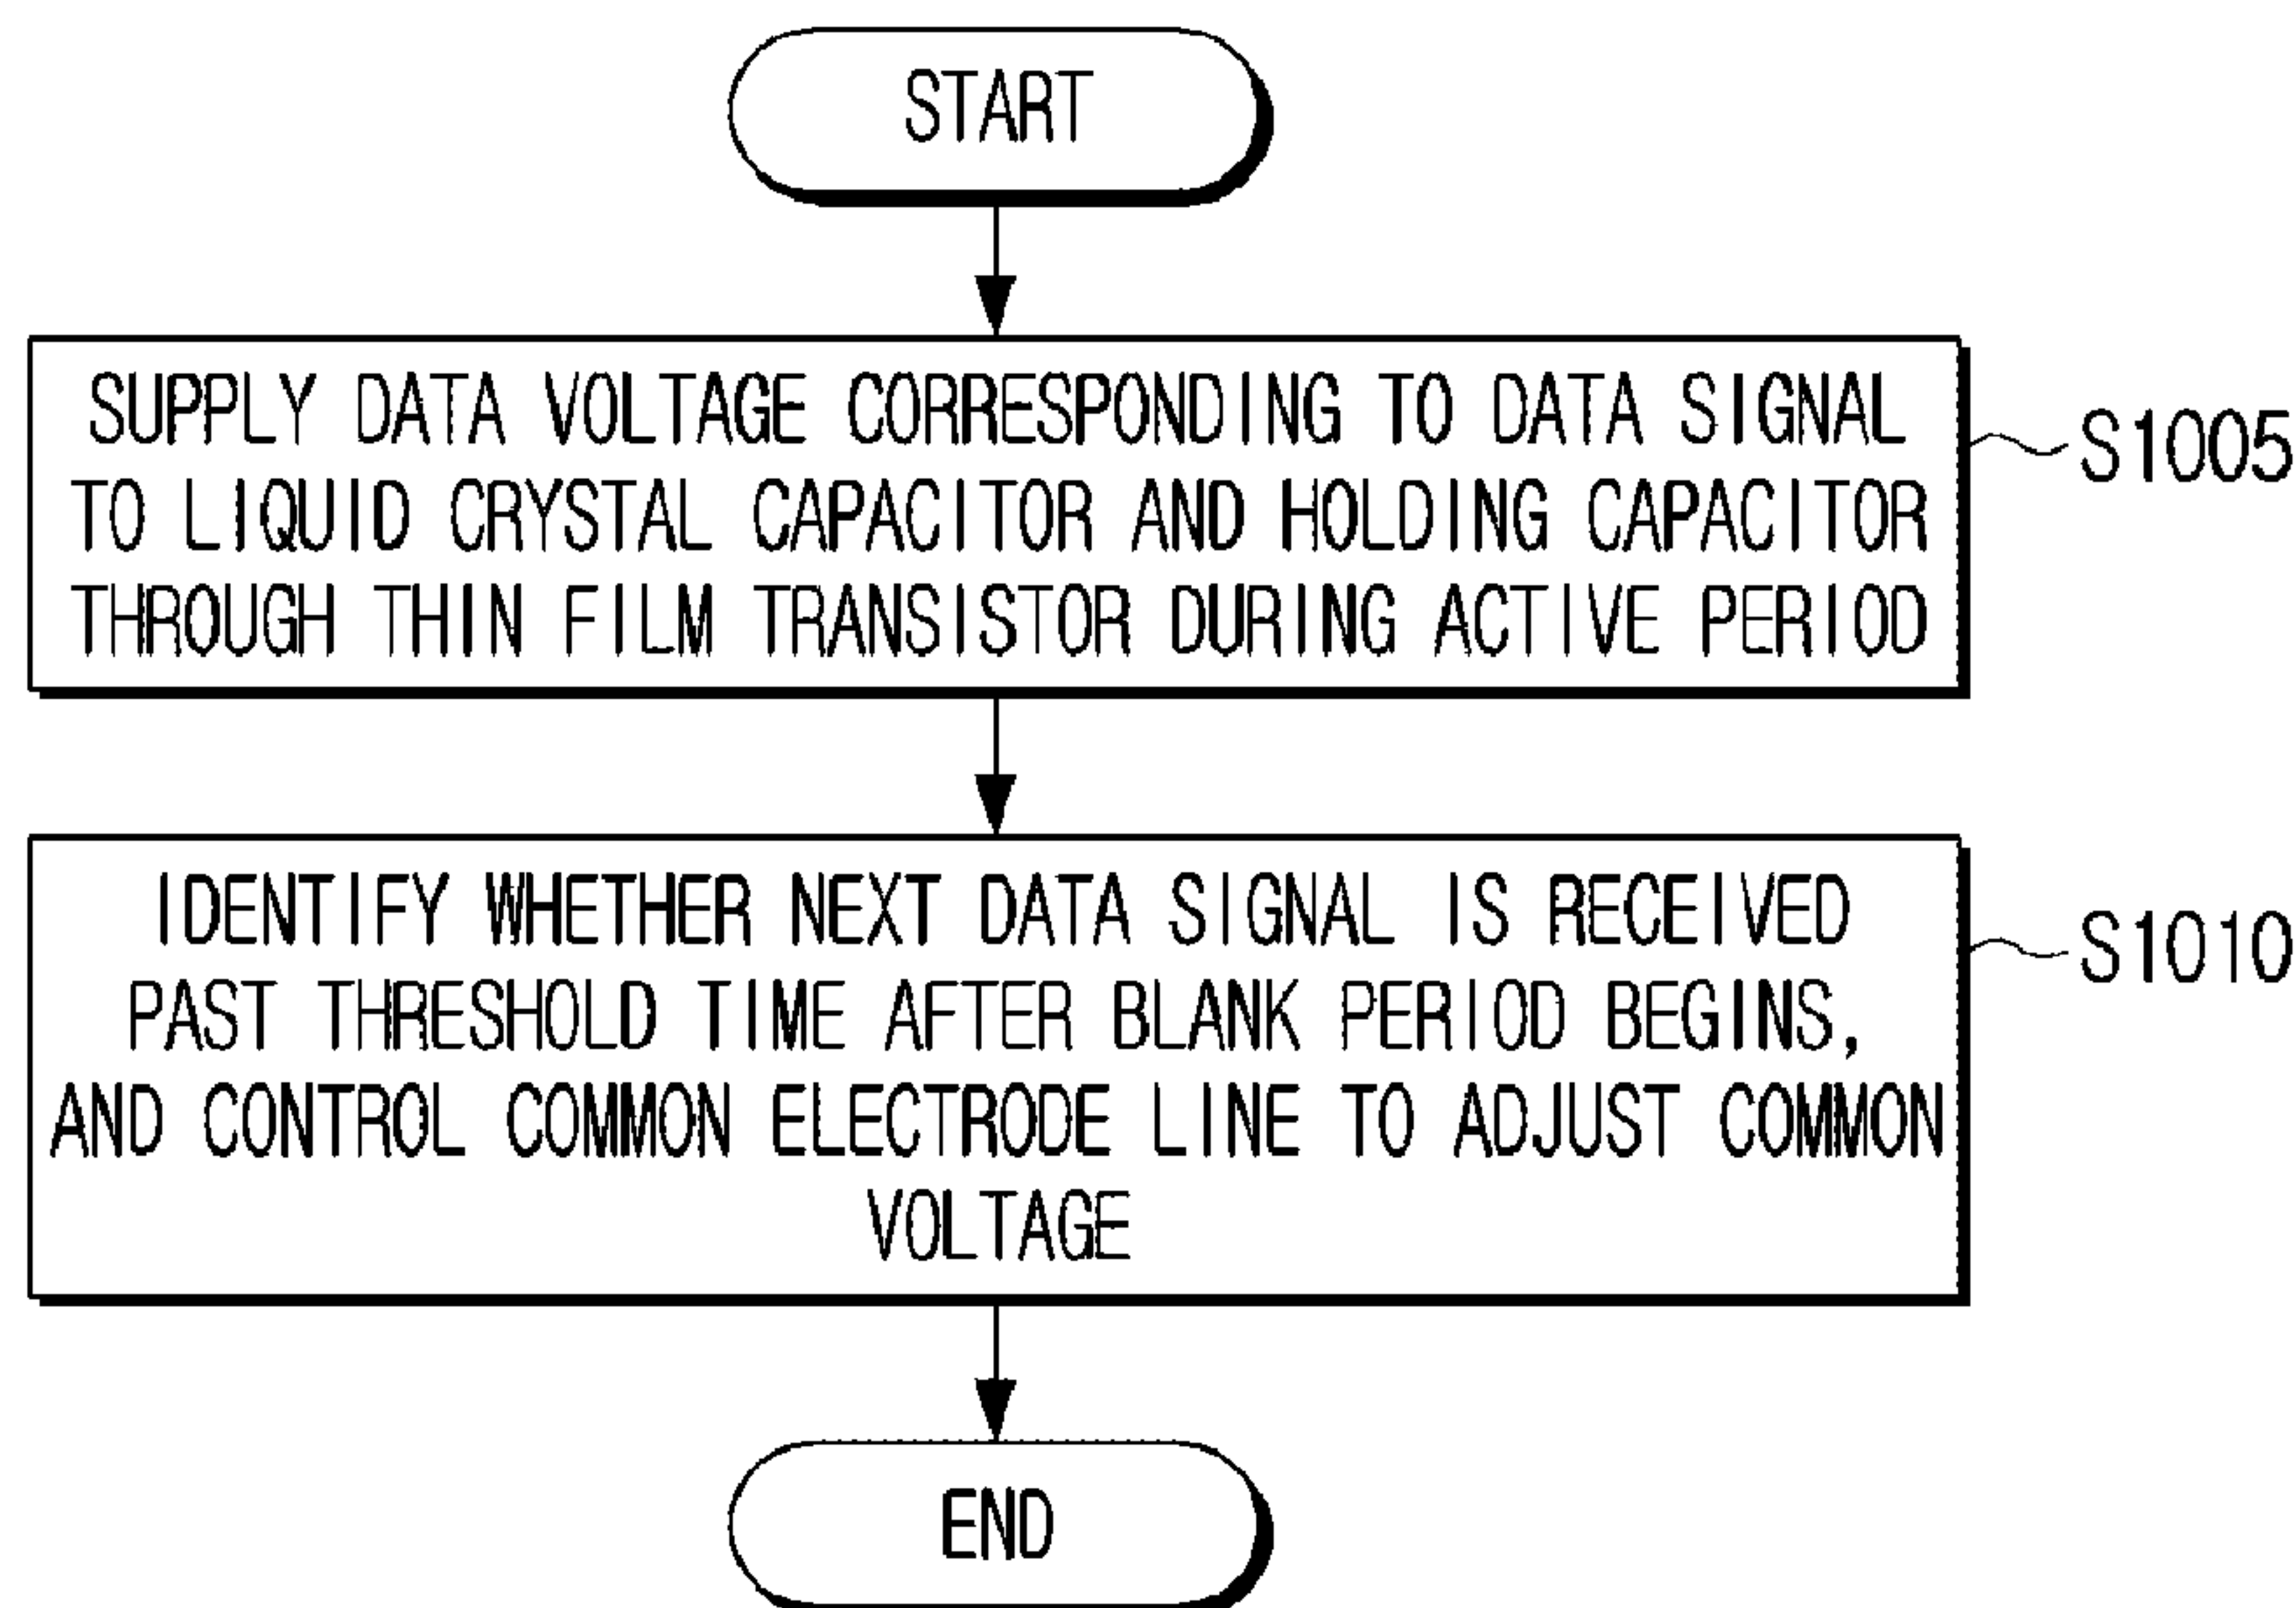 START
SUPPLY DATA VOLTAGE CORRESPONDING TO DATA SIGNAL
TO LIQUID CRYSTAL CAPACITOR AND HOLDING CAPACITOR
THROUGH THIN FILM TRANSISTOR DURING ACTIVE PERIOD
S1005
IDENTIFY WHETHER NEXT DATA SIGNAL IS RECEIVED
PAST THRESHOLD TIME AFTER BLANK PERIOD BEGINS,
AND CONTROL COMMON ELECTRODE LINE TO ADJUST COMMON
VOLTAGE
S1010
END